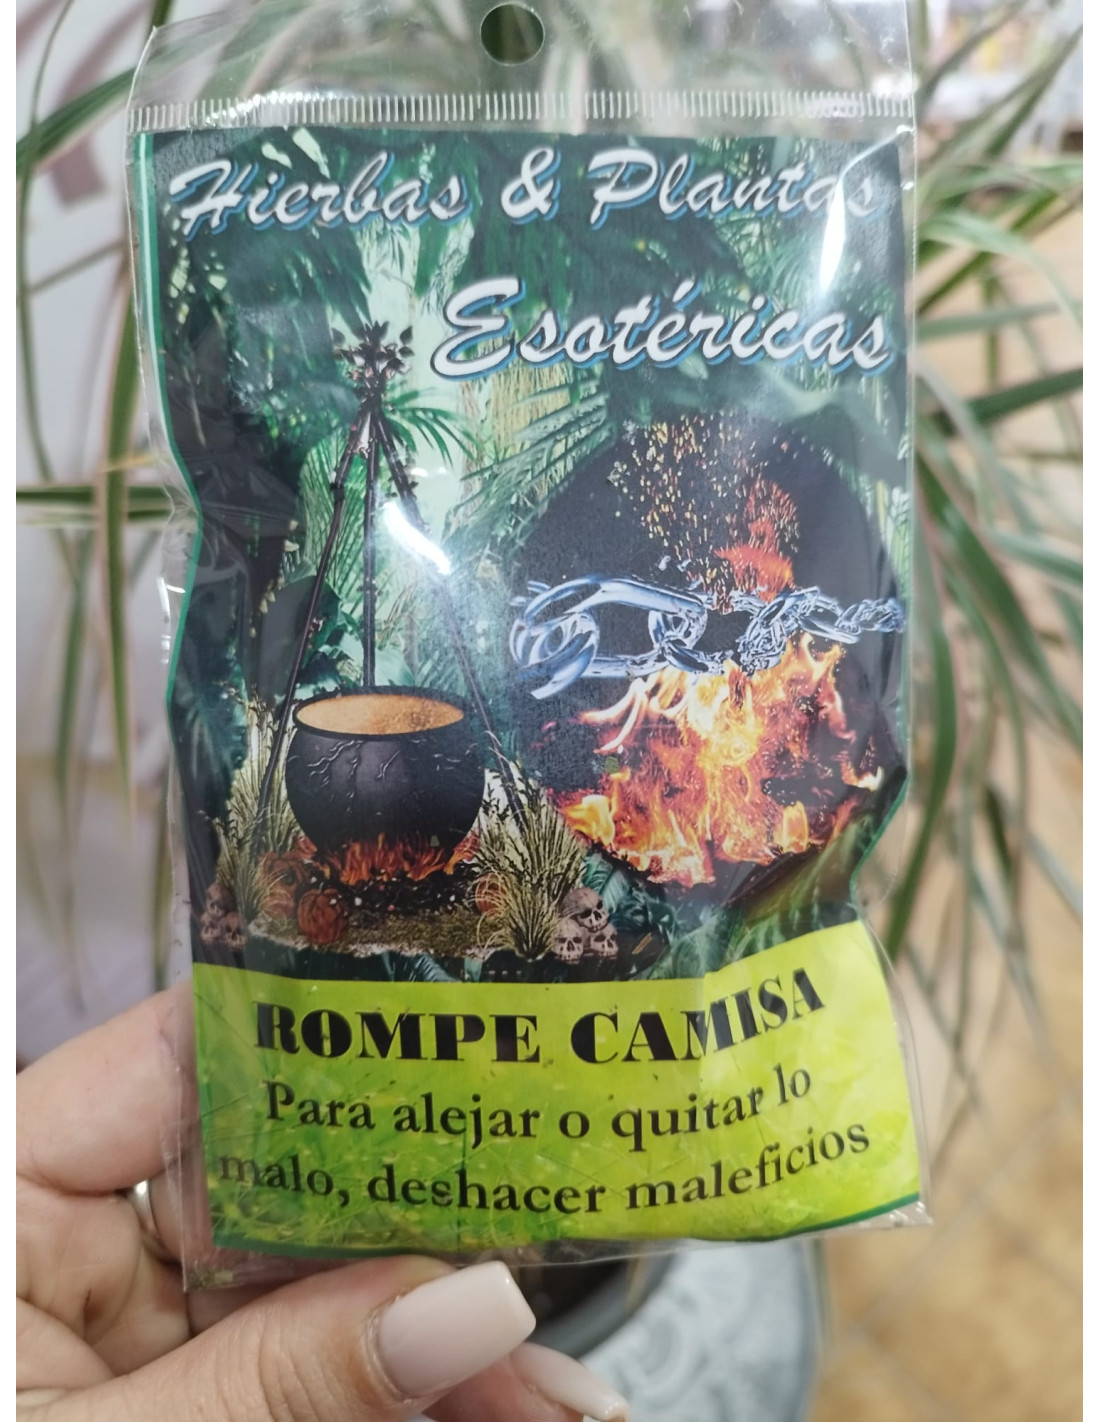 Hierbas & Plantas
Esotéricas
ROMPE CAMISA
Para alejar o quitar lo
malo, deshacer maleficios